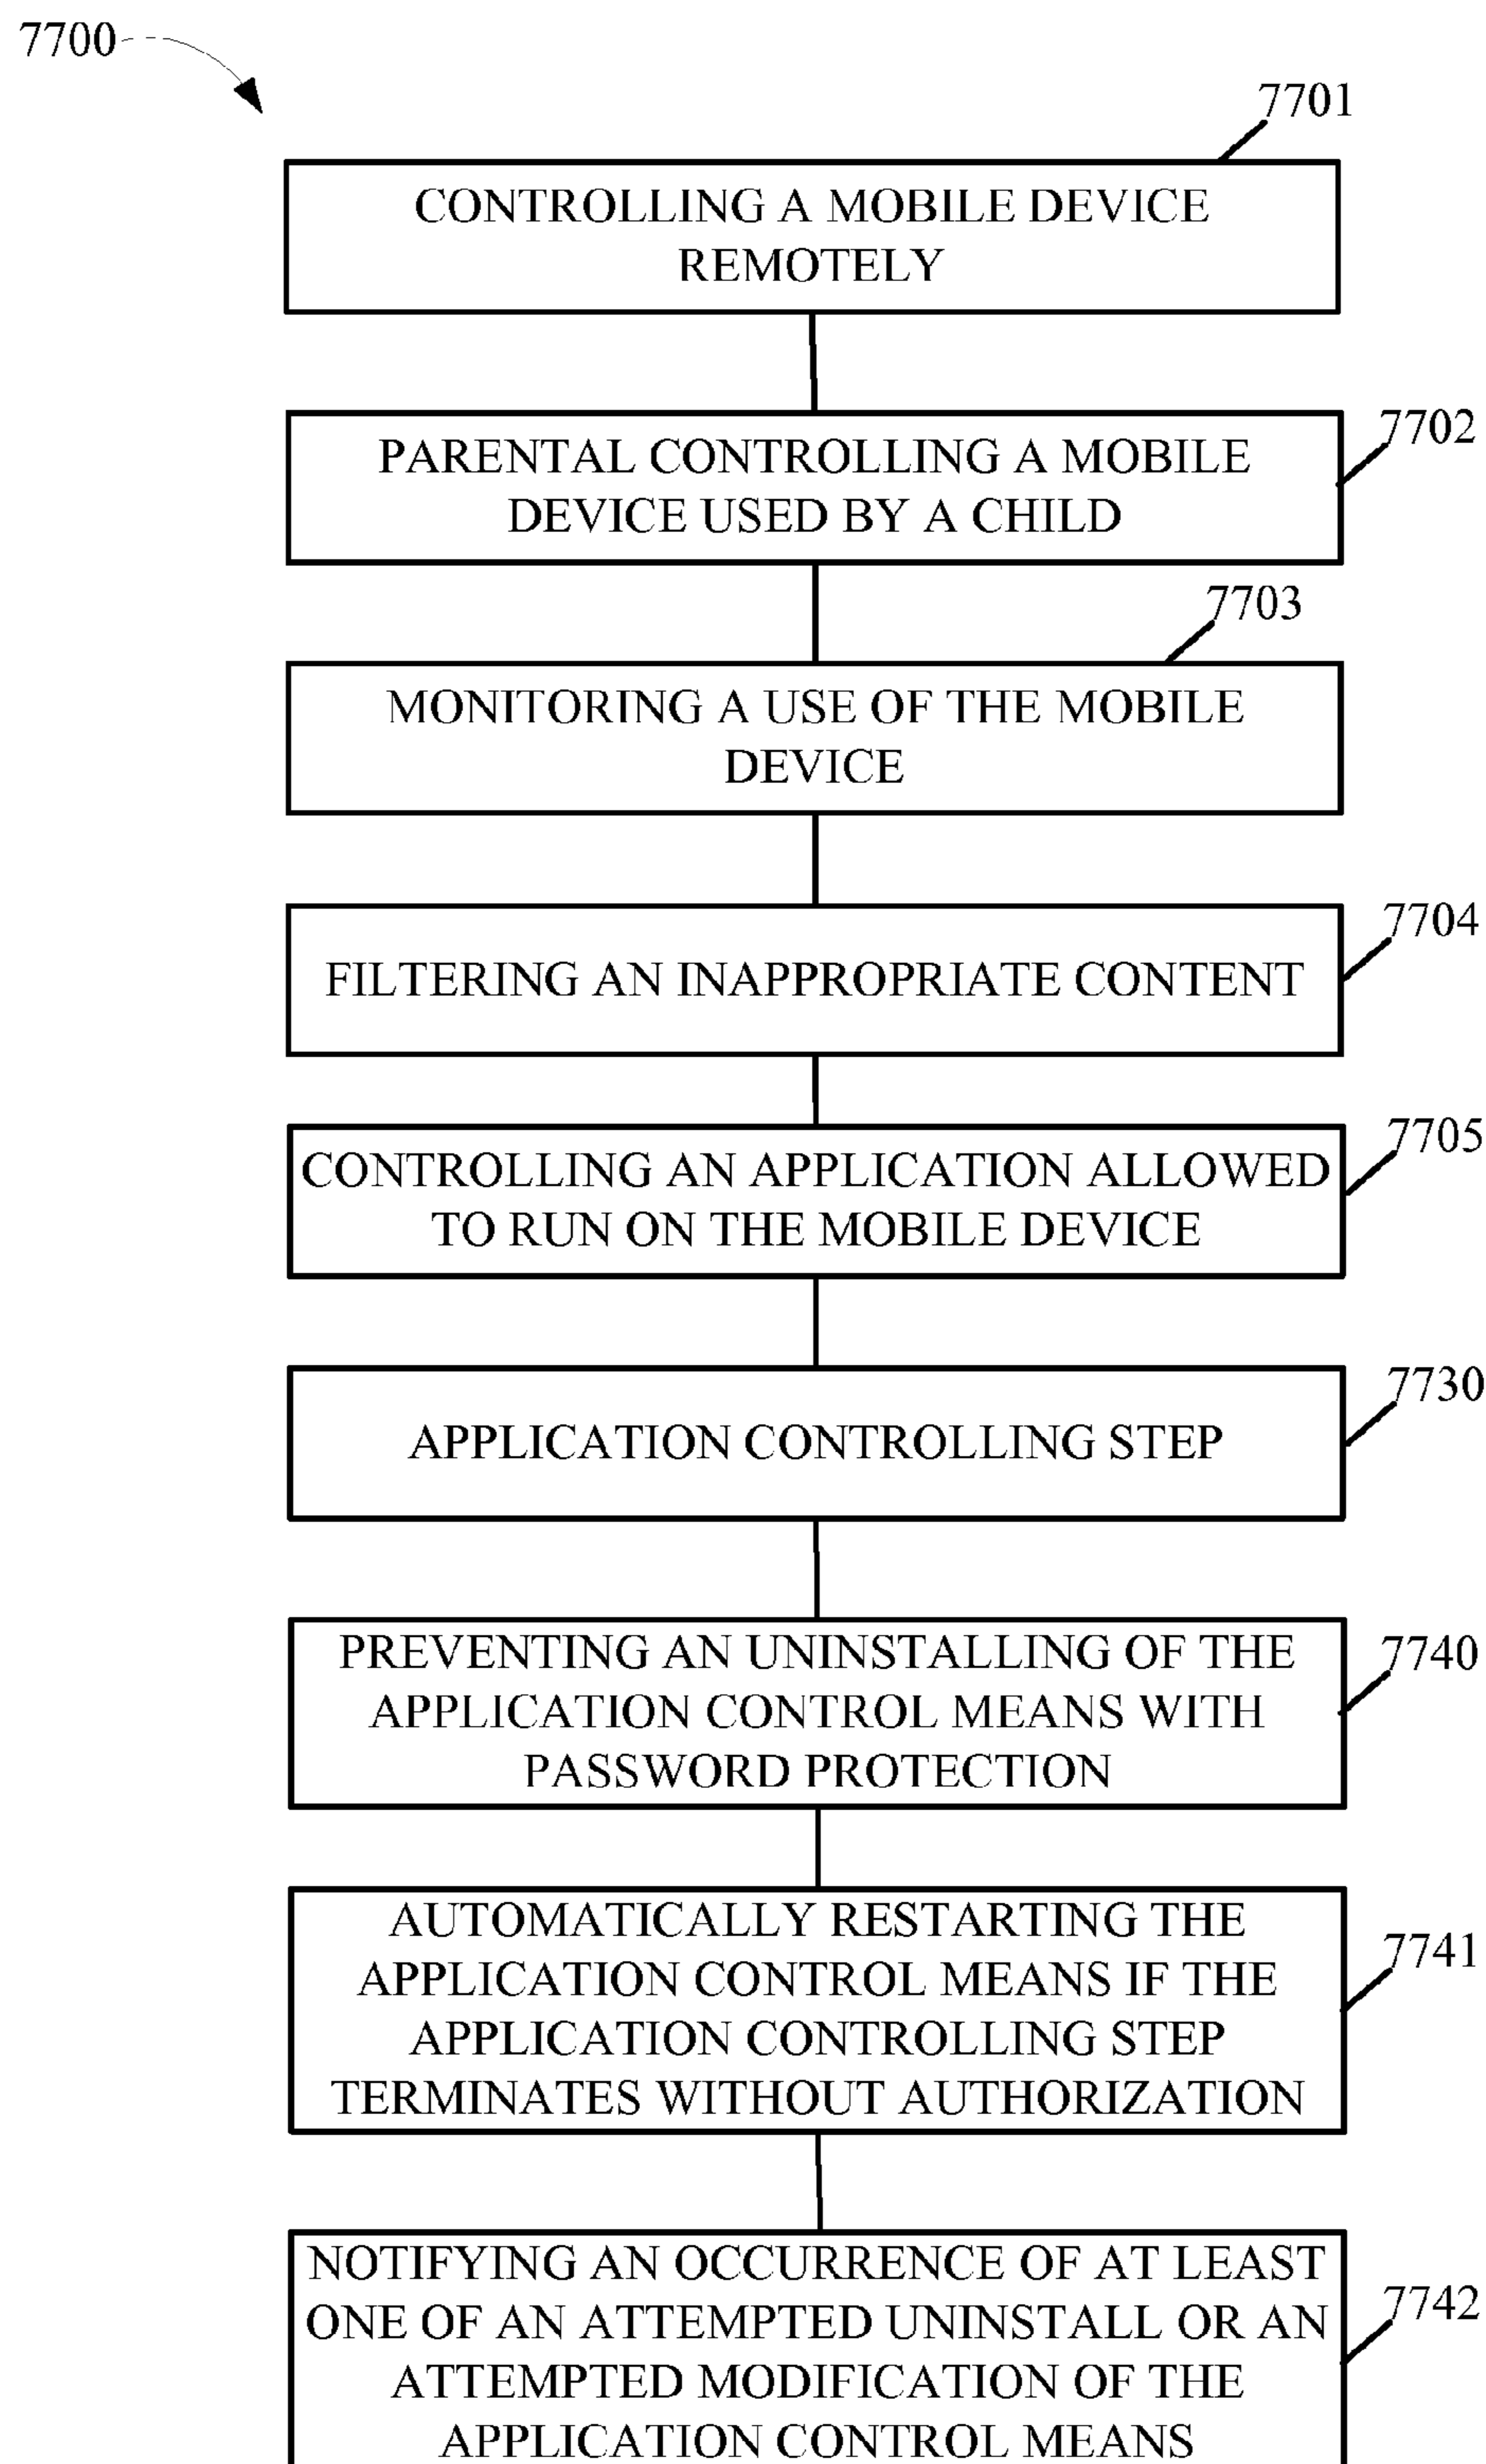 7700
7701
CONTROLLING A MOBILE DEVICE
REMOTELY
7702
PARENTAL CONTROLLING A MOBILE
DEVICE USED BY A CHILD
7703
MONITORING A USE OF THE MOBILE
DEVICE
7704
FILTERING AN INAPPROPRIATE CONTENT
7705
CONTROLLING AN APPLICATION ALLOWED
TO RUN ON THE MOBILE DEVICE
7730
APPLICATION CONTROLLING STEP
7740
PREVENTING AN UNINSTALLING OF THE
APPLICATION CONTROL MEANS WITH
PASSWORD PROTECTION
7741
AUTOMATICALLY RESTARTING THE
APPLICATION CONTROL MEANS IF THE
APPLICATION CONTROLLING STEP
TERMINATES WITHOUT AUTHORIZATION
7742
NOTIFYING AN OCCURRENCE OF AT LEAST
ONE OF AN ATTEMPTED UNINSTALL OR AN
ATTEMPTED MODIFICATION OF THE
APPLICATION CONTROL MEANS